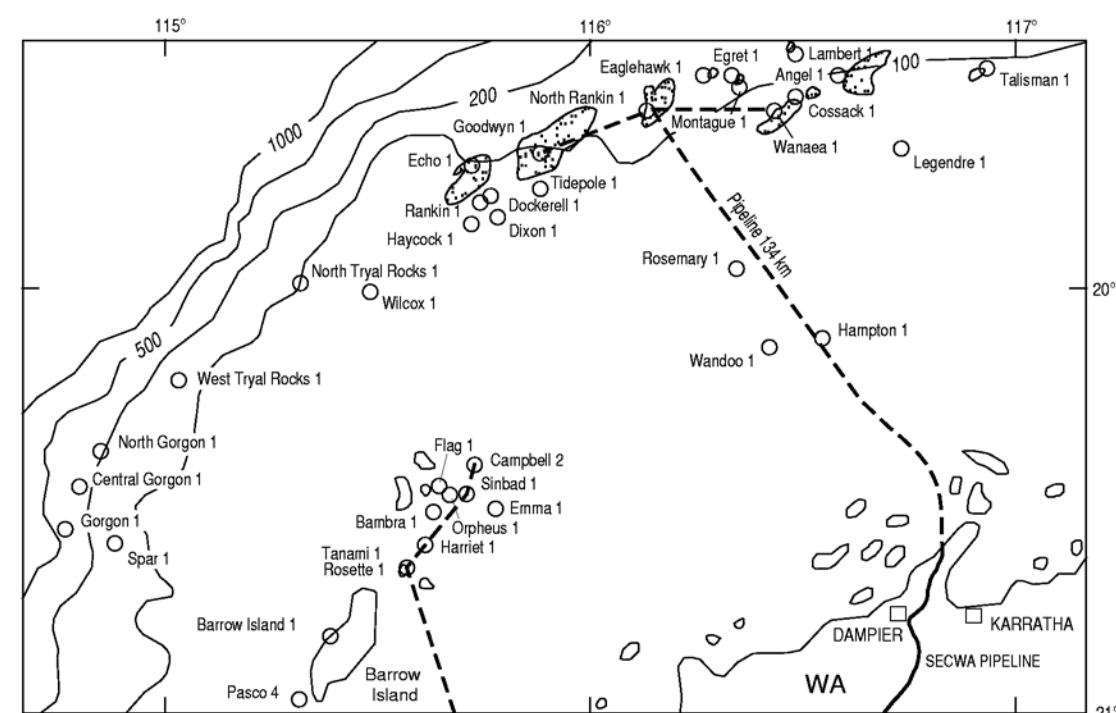 115°
116°
117°
Egret 1
Lambert 1
Eaglehawk 1
Angel 1
100
Talisman 1
1000
200
North Rankin 1
Goodwyn 1
Montague 1
Cossack 1
Wanaea 1
Legendre 1
Echo 1
Tidepole 1
Rankin 1
Dockerell 1
Haycock 1
Dixon 1
Pipeline 134 km
Rosemary 1
North Tryal Rocks 1
Wilcox 1
20°
500
Hampton 1
Wandoo 1
West Tryal Rocks 1
North Gorgon 1
Flag 1
Campbell 2
Central Gorgon 1
Sinbad 1
Bambra 1
Emma 1
Orpheus 1
Gorgon 1
Spar 1
Harriet 1
Tanami 1
Rosette 1
Barrow Island 1
DAMPIER
KARRATHA
SECWA PIPELINE
Barrow
Island
WA
Pasco 4
21°